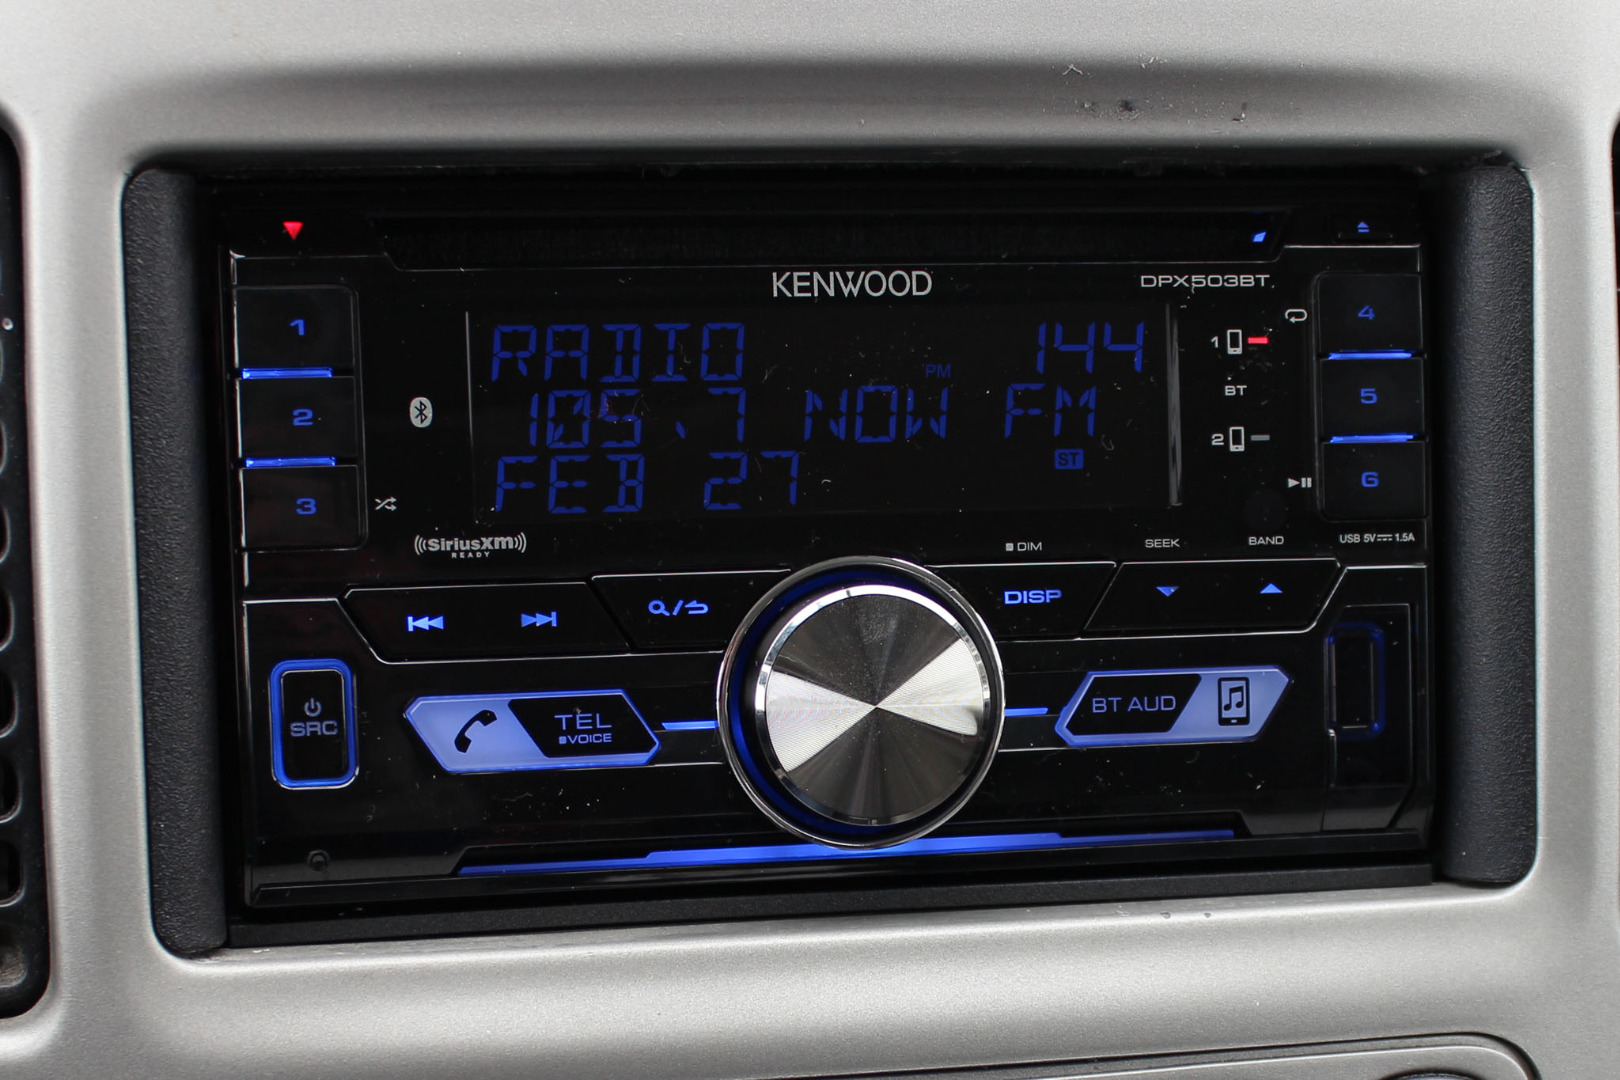 KENWOOD
DPX503BT
1
2
3
RADIO 144
PM
105.7 NOW FM
FEB 27
ST
1
BT
2
4
5
6
((SiriusXM))
READY
DIM
SEEK
BAND
USB 5V 1.5A
DISP
SRC
TEL
VOICE
BT AUD